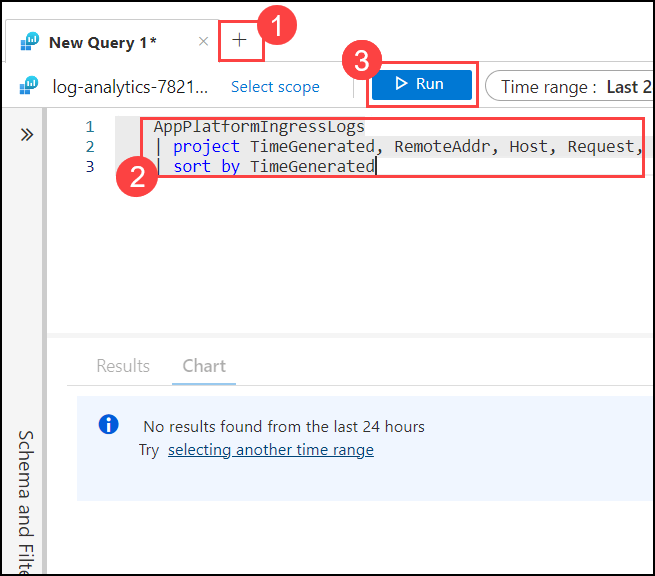 1
New Query 1*
×
+
3
log-analytics-7821...
Select scope
Run
Time range : Last 2
1 AppPlatformIngressLogs
2 | project TimeGenerated, RemoteAddr, Host, Request,
3 | sort by TimeGenerated
2
Results
Chart
No results found from the last 24 hours
Try selecting another time range
Schema and Filte